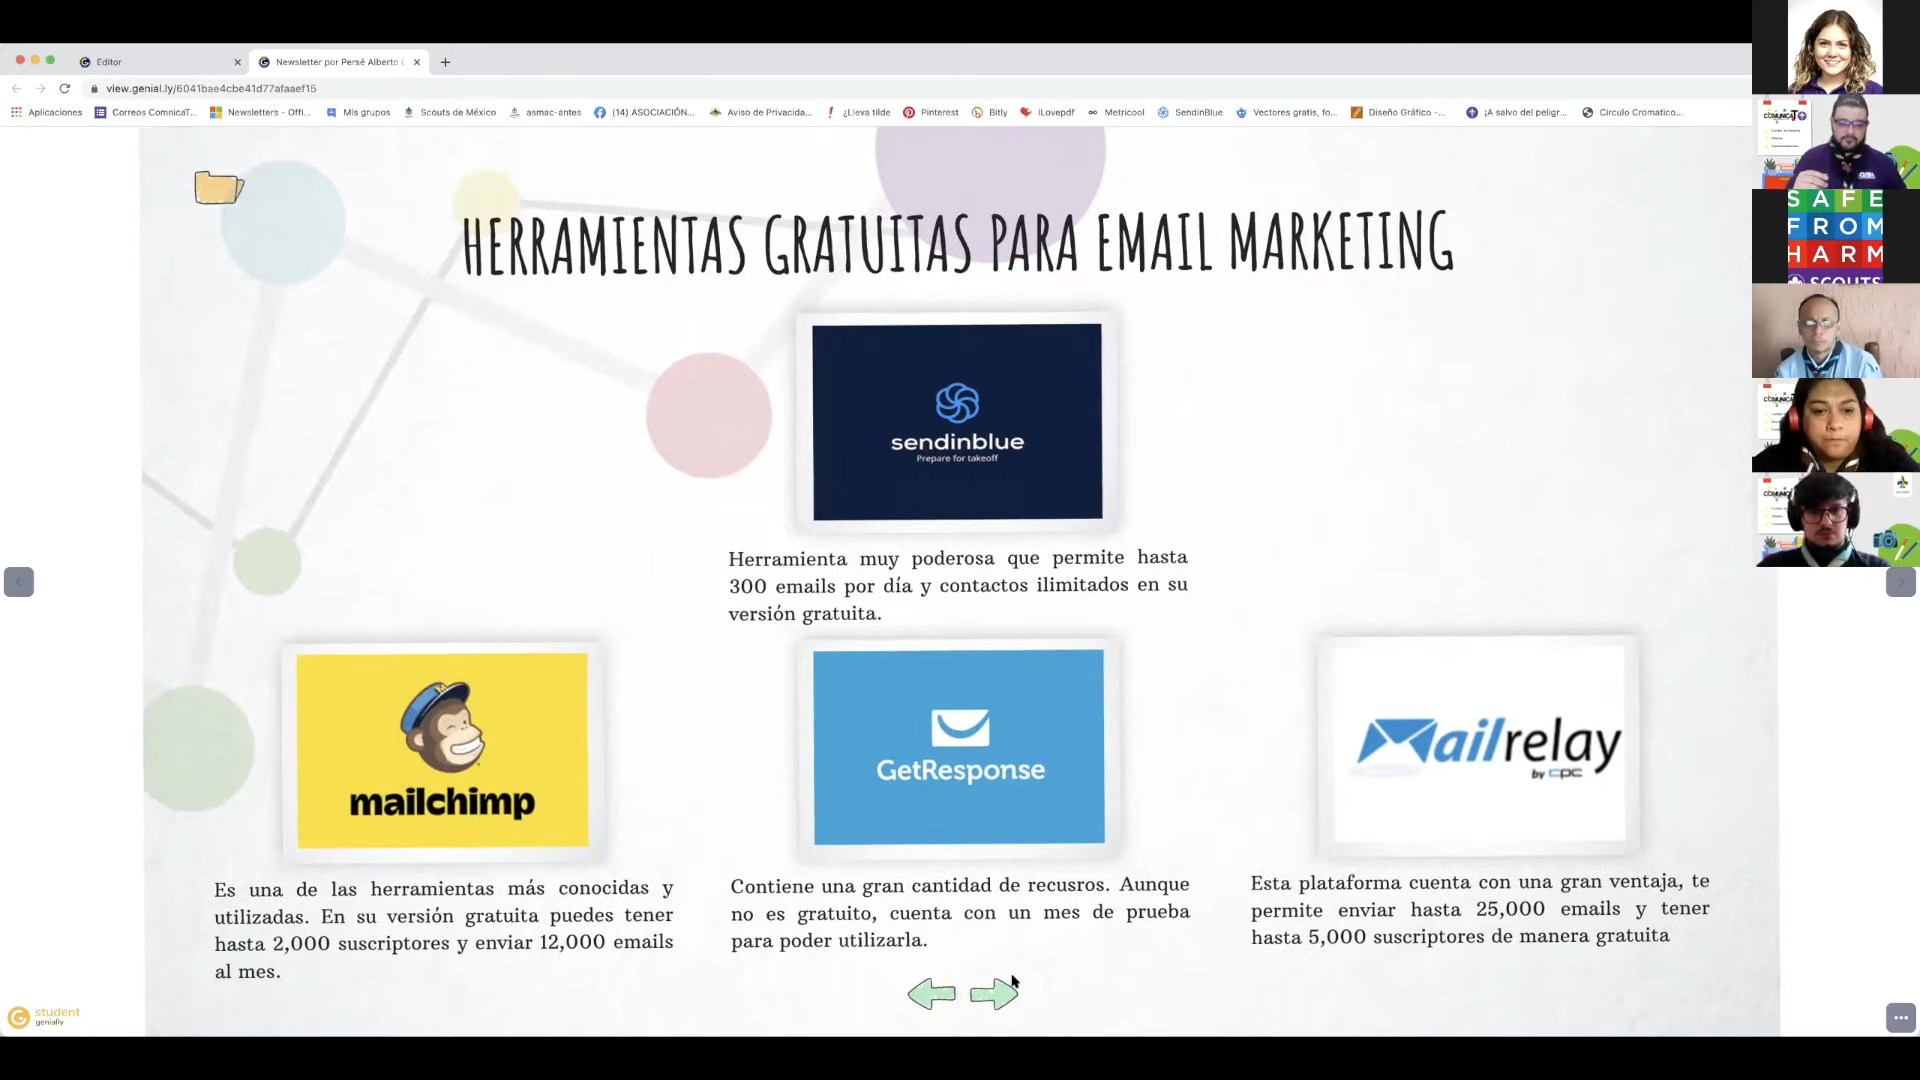 Editor
Newsletter por Persé Alberto
view.genial.ly/6041bae4cbe41d77afaaef15
Aplicaciones
Correos ComnicaT...
Newsletters - Offi...
Mis grupos
Scouts de México
asmac-antes
(14) ASOCIACIÓN...
Aviso de Privacida...
¿Lleva tilde
Pinterest
Bitly
ILovepdf
Metricool
SendinBlue
Vectores gratis, fo...
Diseño Gráfico -...
¡A salvo del peligr...
Circulo Cromatico...
HERRAMIENTAS GRATUITAS PARA EMAIL MARKETING
sendinblue
Prepare for takeoff
Herramienta muy poderosa que permite hasta
300 emails por día y contactos ilimitados en su
versión gratuita.
mailchimp
Es una de las herramientas más conocidas y
utilizadas. En su versión gratuita puedes tener
hasta 2,000 suscriptores y enviar 12,000 emails
al mes.
GetResponse
Contiene una gran cantidad de recusros. Aunque
no es gratuito, cuenta con un mes de prueba
para poder utilizarla.
Mailrelay
by cpc
Esta plataforma cuenta con una gran ventaja, te
permite enviar hasta 25,000 emails y tener
hasta 5,000 suscriptores de manera gratuita
student
genially
SAFE
FROM
HARM
SCOUTS